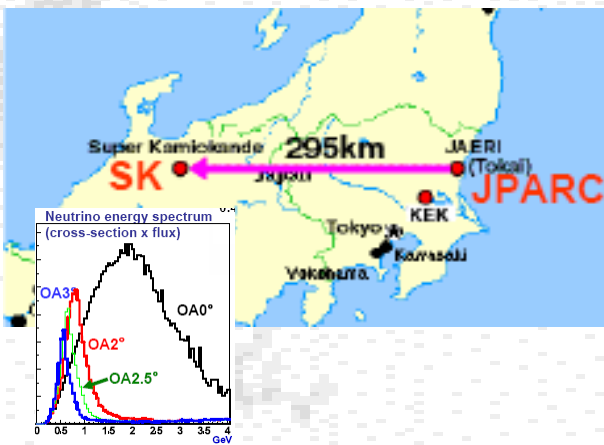 Super Kamiokande
295km
JAERI
(Tokai)
SK
JPARC
KEK
Tokyo
Kawasaki
Yokohama
Neutrino energy spectrum
(cross-section x flux)
OA3°
OA0°
OA2°
OA2.5°
0 0.5 1 1.5 2 2.5 3 3.5 4
GeV